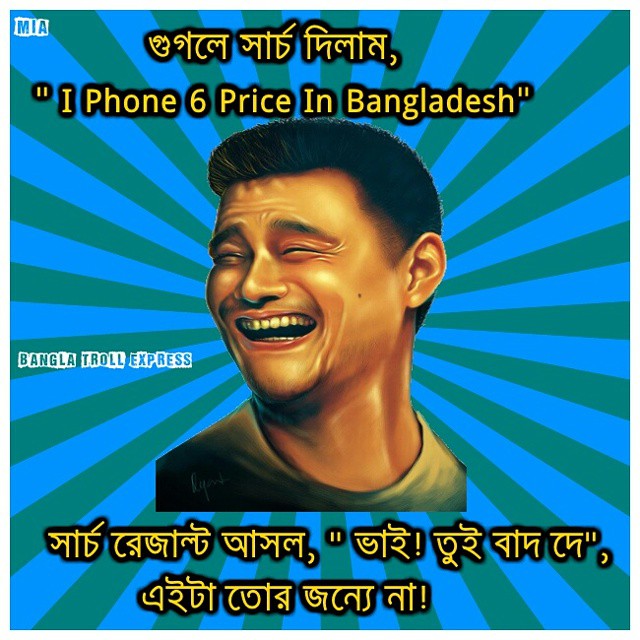 MIA
গুগলে সার্চ দিলাম,
" I Phone 6 Price In Bangladesh"
BANGLA TROLL EXPRESS
সার্চ রেজাল্ট আসল, " ভাই! তুই বাদ দে",
এইটা তোর জন্যে না!